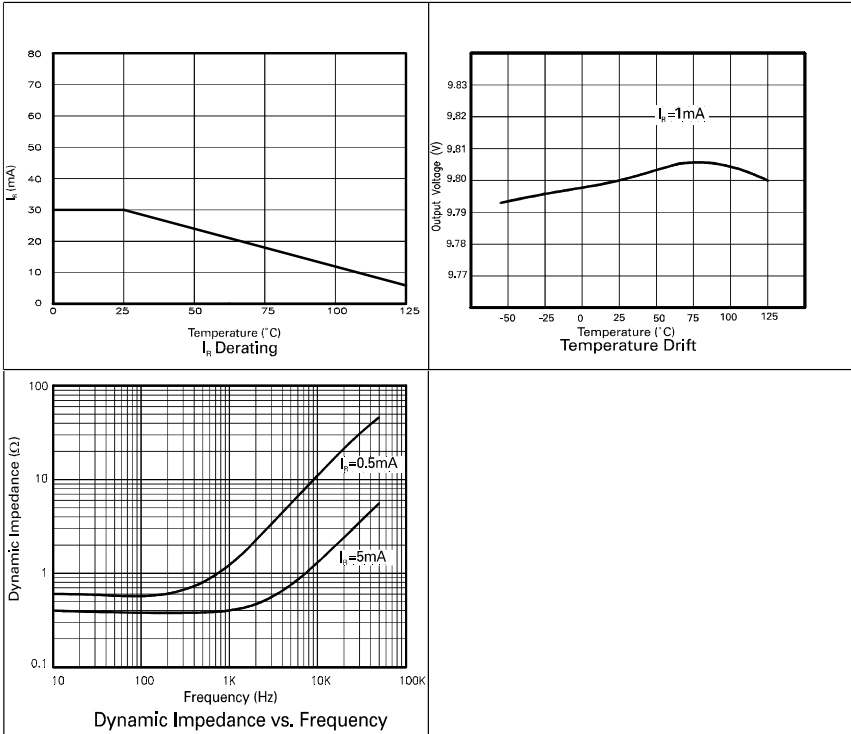 80
70
60
50
40
30
20
10
0
I_R (mA)
0 25 50 75 100 125
Temperature (°C)
I_R Derating
9.83
9.82
9.81
9.80
9.79
9.78
9.77
Output Voltage (V)
I_R=1mA
-50 -25 0 25 50 75 100 125
Temperature (°C)
Temperature Drift
100
10
1
0.1
Dynamic Impedance (Ω)
I_R=0.5mA
I_R=5mA
10 100 1K 10K 100K
Frequency (Hz)
Dynamic Impedance vs. Frequency